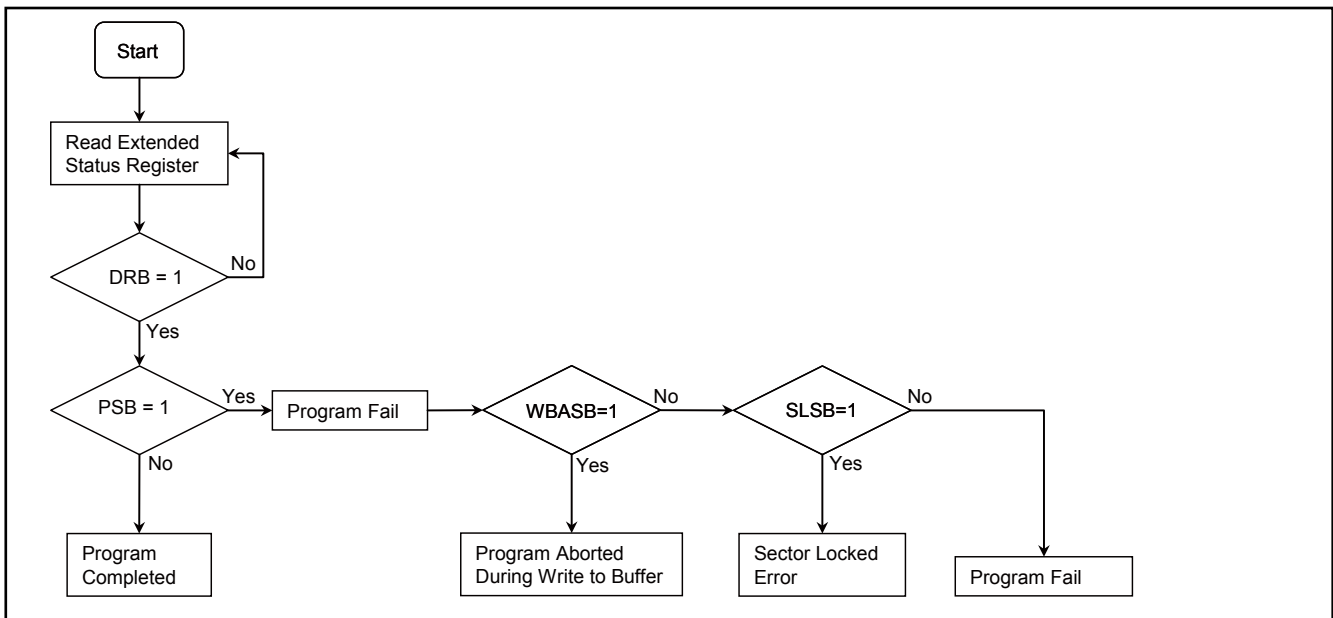 Start
Read Extended
Status Register
DRB = 1
No
Yes
PSB = 1
Yes
Program Fail
WBASB=1
No
SLSB=1
No
No
Yes
Yes
Program
Completed
Program Aborted
During Write to Buffer
Sector Locked
Error
Program Fail